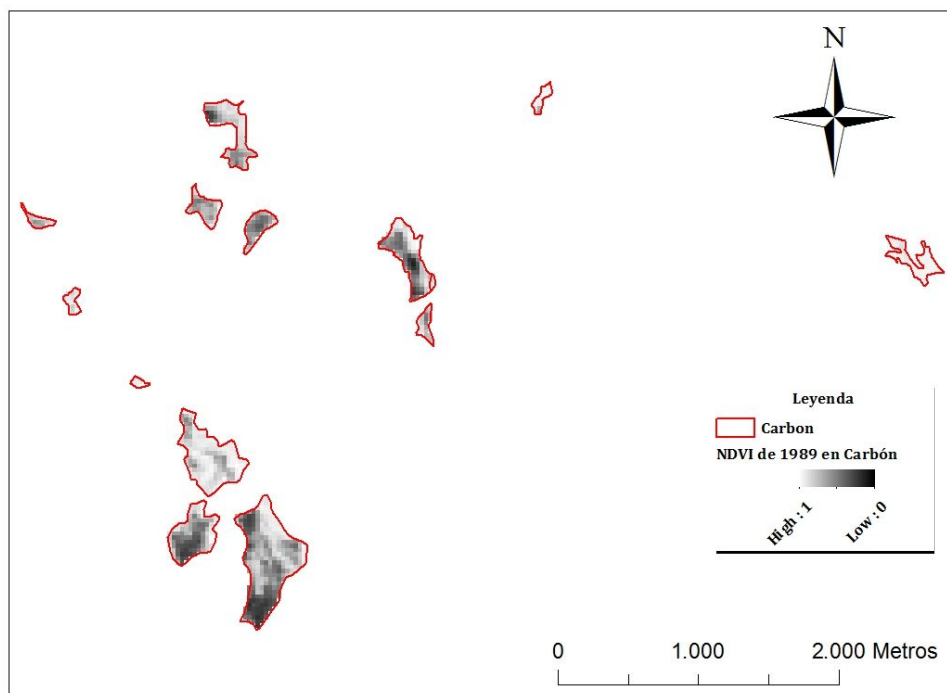 N
Leyenda
Carbon
NDVI de 1989 en Carbón
High : 1
Low : 0
0 1.000 2.000 Metros